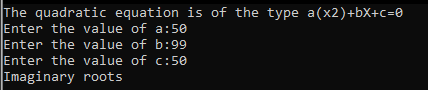 The quadratic equation is of the type a(x2)+bX+c=0
Enter the value of a:50
Enter the value of b:99
Enter the value of c:50
Imaginary roots